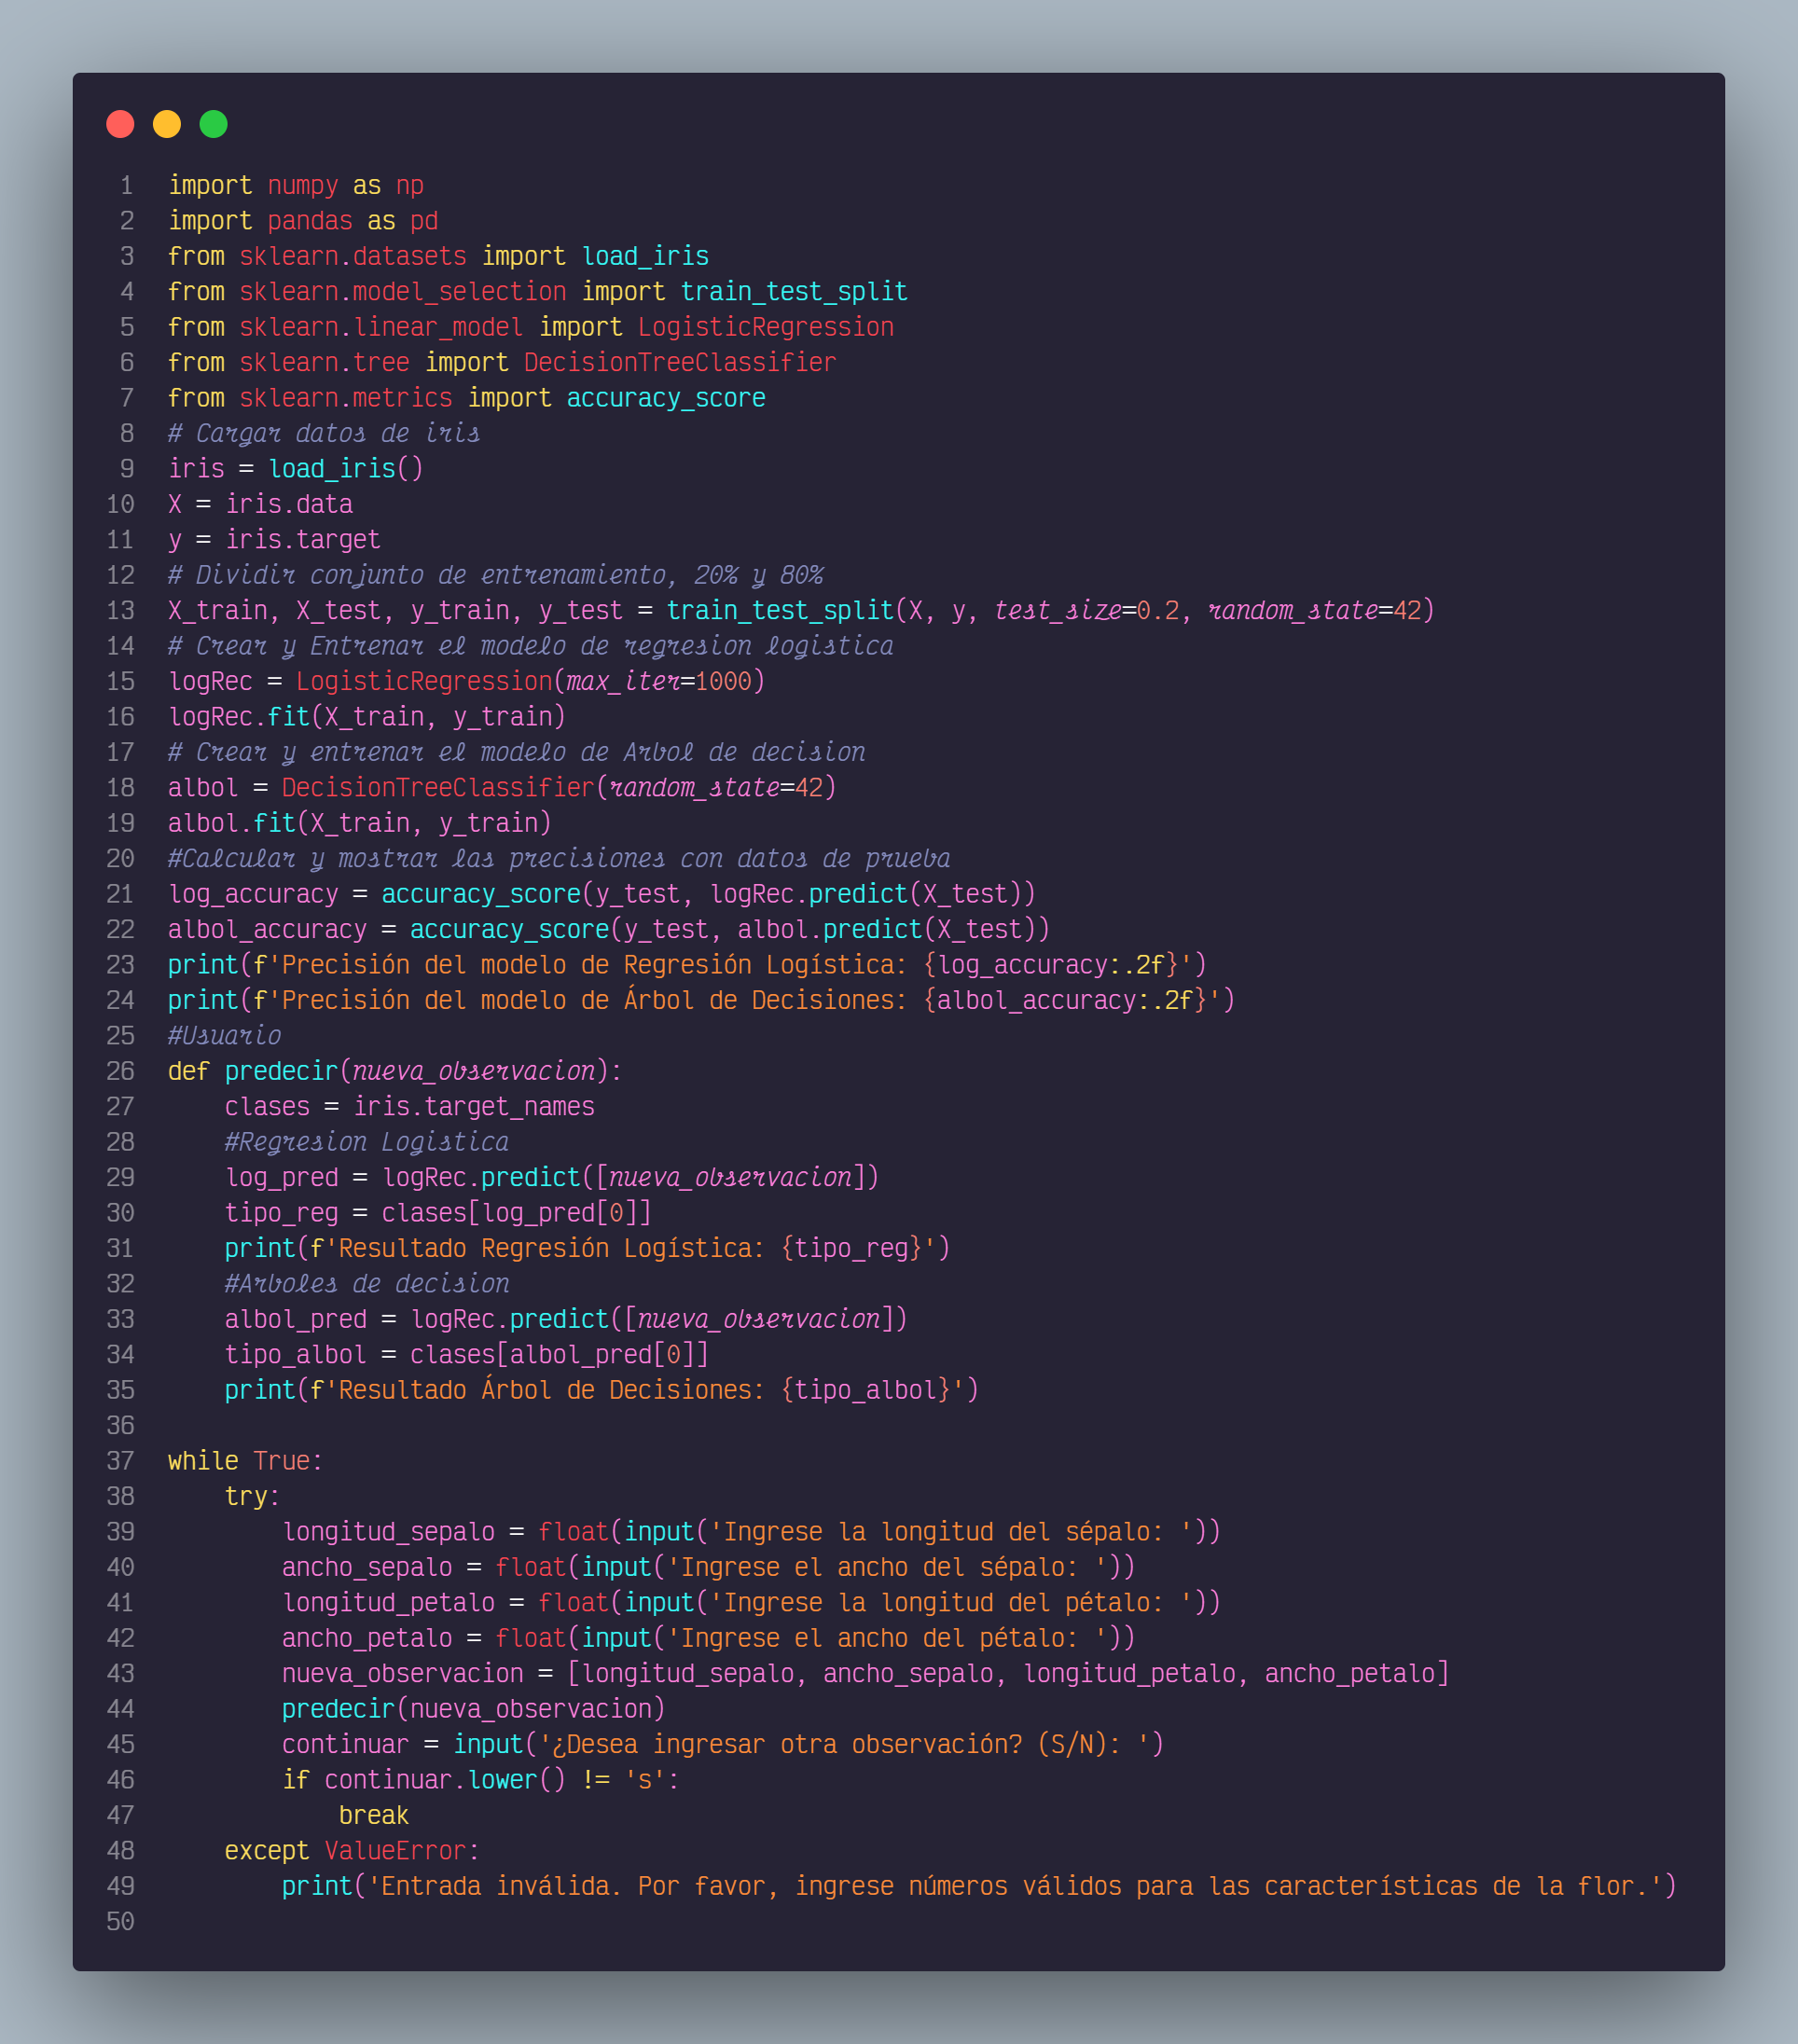 1 import numpy as np
2 import pandas as pd
3 from sklearn.datasets import load_iris
4 from sklearn.model_selection import train_test_split
5 from sklearn.linear_model import LogisticRegression
6 from sklearn.tree import DecisionTreeClassifier
7 from sklearn.metrics import accuracy_score
8 # Cargar datos de iris
9 iris = load_iris()
10 X = iris.data
11 y = iris.target
12 # Dividir conjunto de entrenamiento, 20% y 80%
13 X_train, X_test, y_train, y_test = train_test_split(X, y, test_size=0.2, random_state=42)
14 # Crear y Entrenar el modelo de regresion logistica
15 logRec = LogisticRegression(max_iter=1000)
16 logRec.fit(X_train, y_train)
17 # Crear y entrenar el modelo de Arbol de decision
18 albol = DecisionTreeClassifier(random_state=42)
19 albol.fit(X_train, y_train)
20 #Calcular y mostrar las precisiones con datos de prueba
21 log_accuracy = accuracy_score(y_test, logRec.predict(X_test))
22 albol_accuracy = accuracy_score(y_test, albol.predict(X_test))
23 print(f'Precisión del modelo de Regresión Logística: {log_accuracy:.2f}')
24 print(f'Precisión del modelo de Árbol de Decisiones: {albol_accuracy:.2f}')
25 #Usuario
26 def predecir(nueva_observacion):
27     clases = iris.target_names
28     #Regresion Logistica
29     log_pred = logRec.predict([nueva_observacion])
30     tipo_reg = clases[log_pred[0]]
31     print(f'Resultado Regresión Logística: {tipo_reg}')
32     #Arboles de decision
33     albol_pred = logRec.predict([nueva_observacion])
34     tipo_albol = clases[albol_pred[0]]
35     print(f'Resultado Árbol de Decisiones: {tipo_albol}')
36
37 while True:
38     try:
39         longitud_sepalo = float(input('Ingrese la longitud del sépalo: '))
40         ancho_sepalo = float(input('Ingrese el ancho del sépalo: '))
41         longitud_petalo = float(input('Ingrese la longitud del pétalo: '))
42         ancho_petalo = float(input('Ingrese el ancho del pétalo: '))
43         nueva_observacion = [longitud_sepalo, ancho_sepalo, longitud_petalo, ancho_petalo]
44         predecir(nueva_observacion)
45         continuar = input('¿Desea ingresar otra observación? (S/N): ')
46         if continuar.lower() != 's':
47             break
48     except ValueError:
49         print('Entrada inválida. Por favor, ingrese números válidos para las características de la flor.')
50